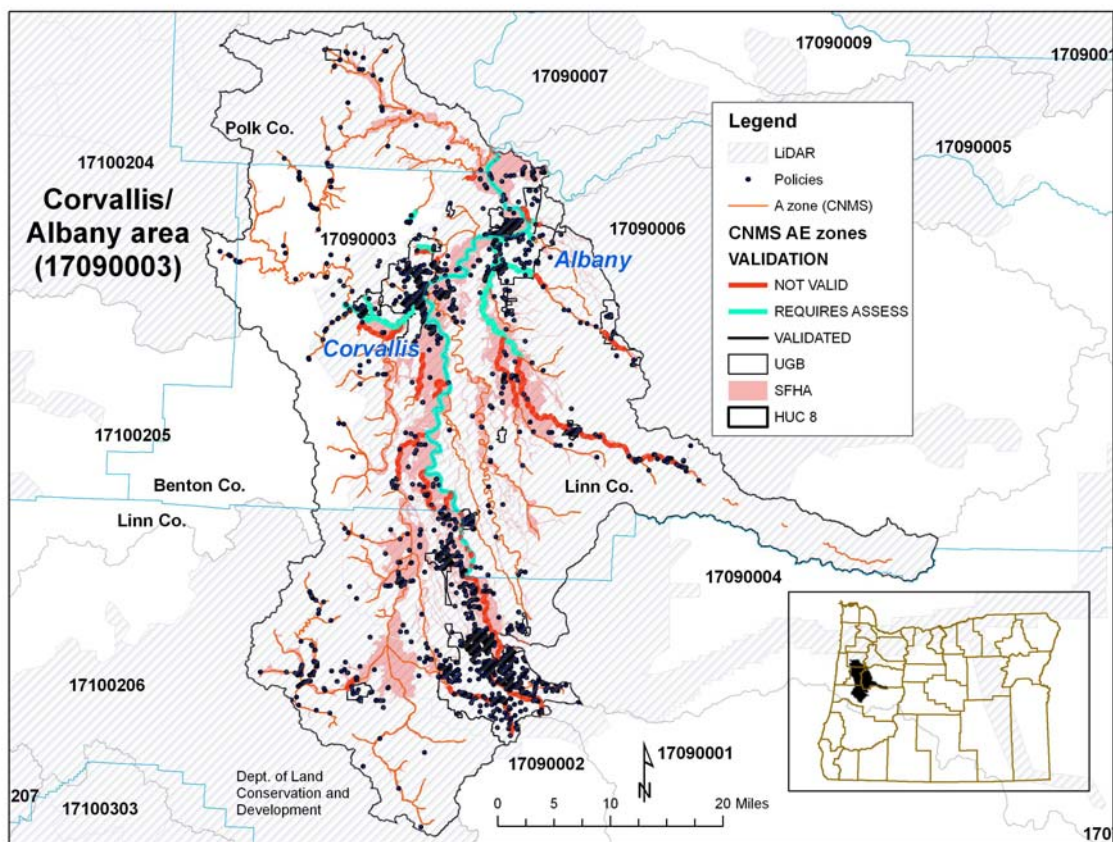 17090009
1709001
17090007
Polk Co.
17100204
17090005
Corvallis/
Albany area
(17090003)
17090003
17090006
Albany
Corvallis
Legend
LiDAR
Policies
A zone (CNMS)
CNMS AE zones
VALIDATION
NOT VALID
REQUIRES ASSESS
VALIDATED
UGB
SFHA
HUC 8
17100205
Benton Co.
Linn Co.
Linn Co.
17090004
17100206
17090002
17090001
N
Dept. of Land
Conservation and
Development
207
17100303
0 5 10 20 Miles
170